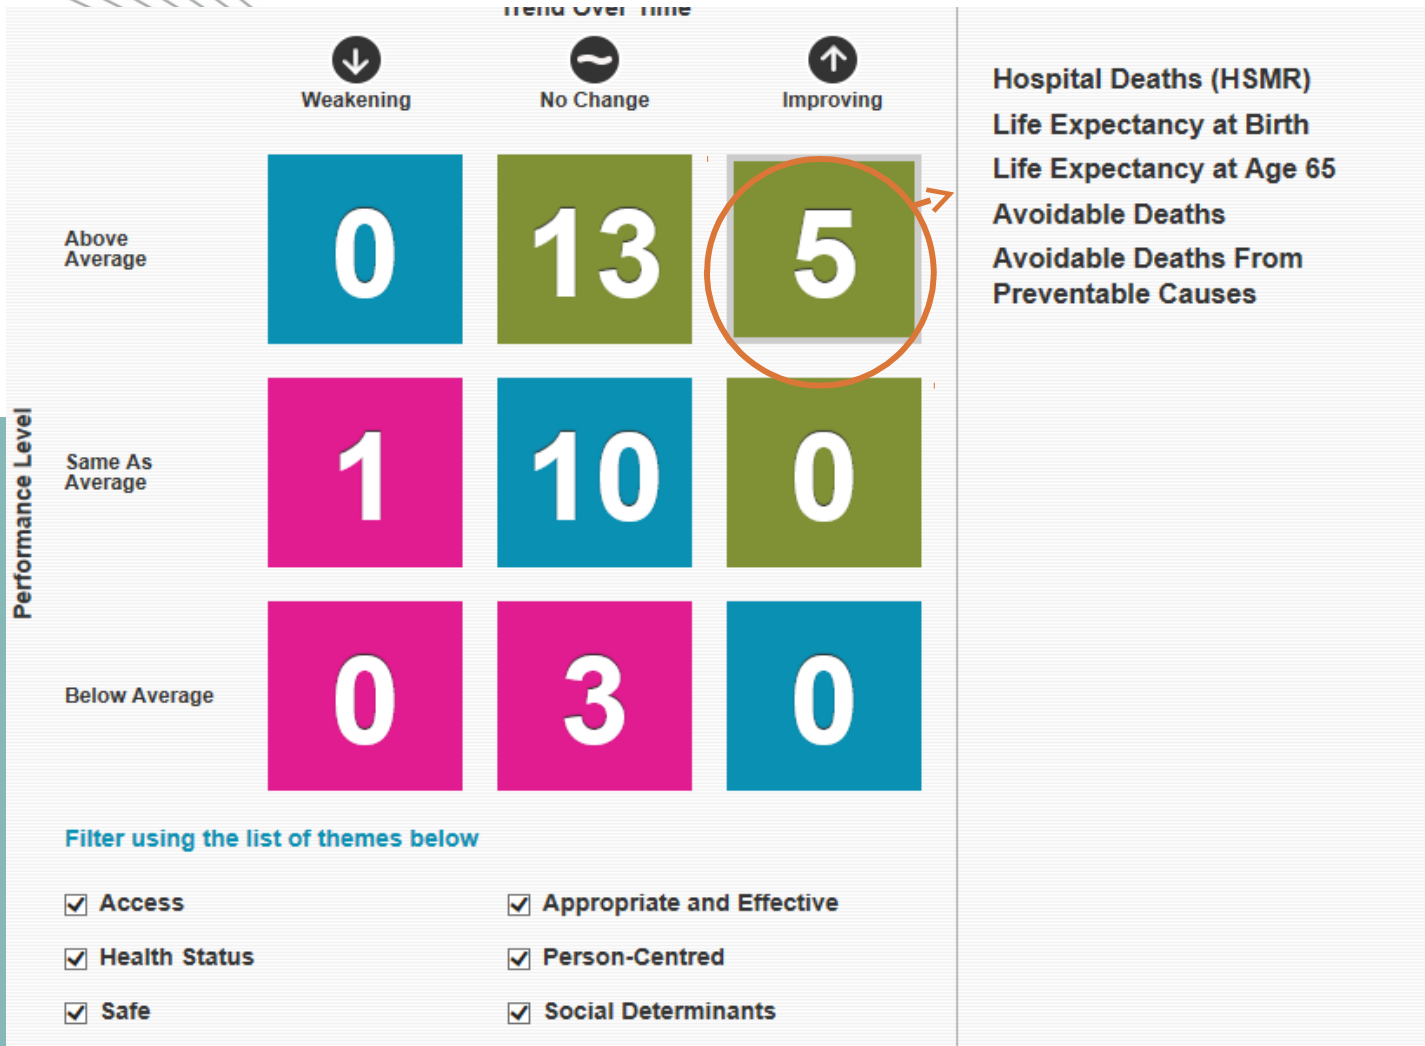 Trend Over Time
Weakening
No Change
Improving
Hospital Deaths (HSMR)
Life Expectancy at Birth
Life Expectancy at Age 65
Avoidable Deaths
Avoidable Deaths From
Preventable Causes
Performance Level
Above
Average
0
13
5
Same As
Average
1
10
0
Below Average
0
3
0
Filter using the list of themes below
Access
Appropriate and Effective
Health Status
Person-Centred
Safe
Social Determinants